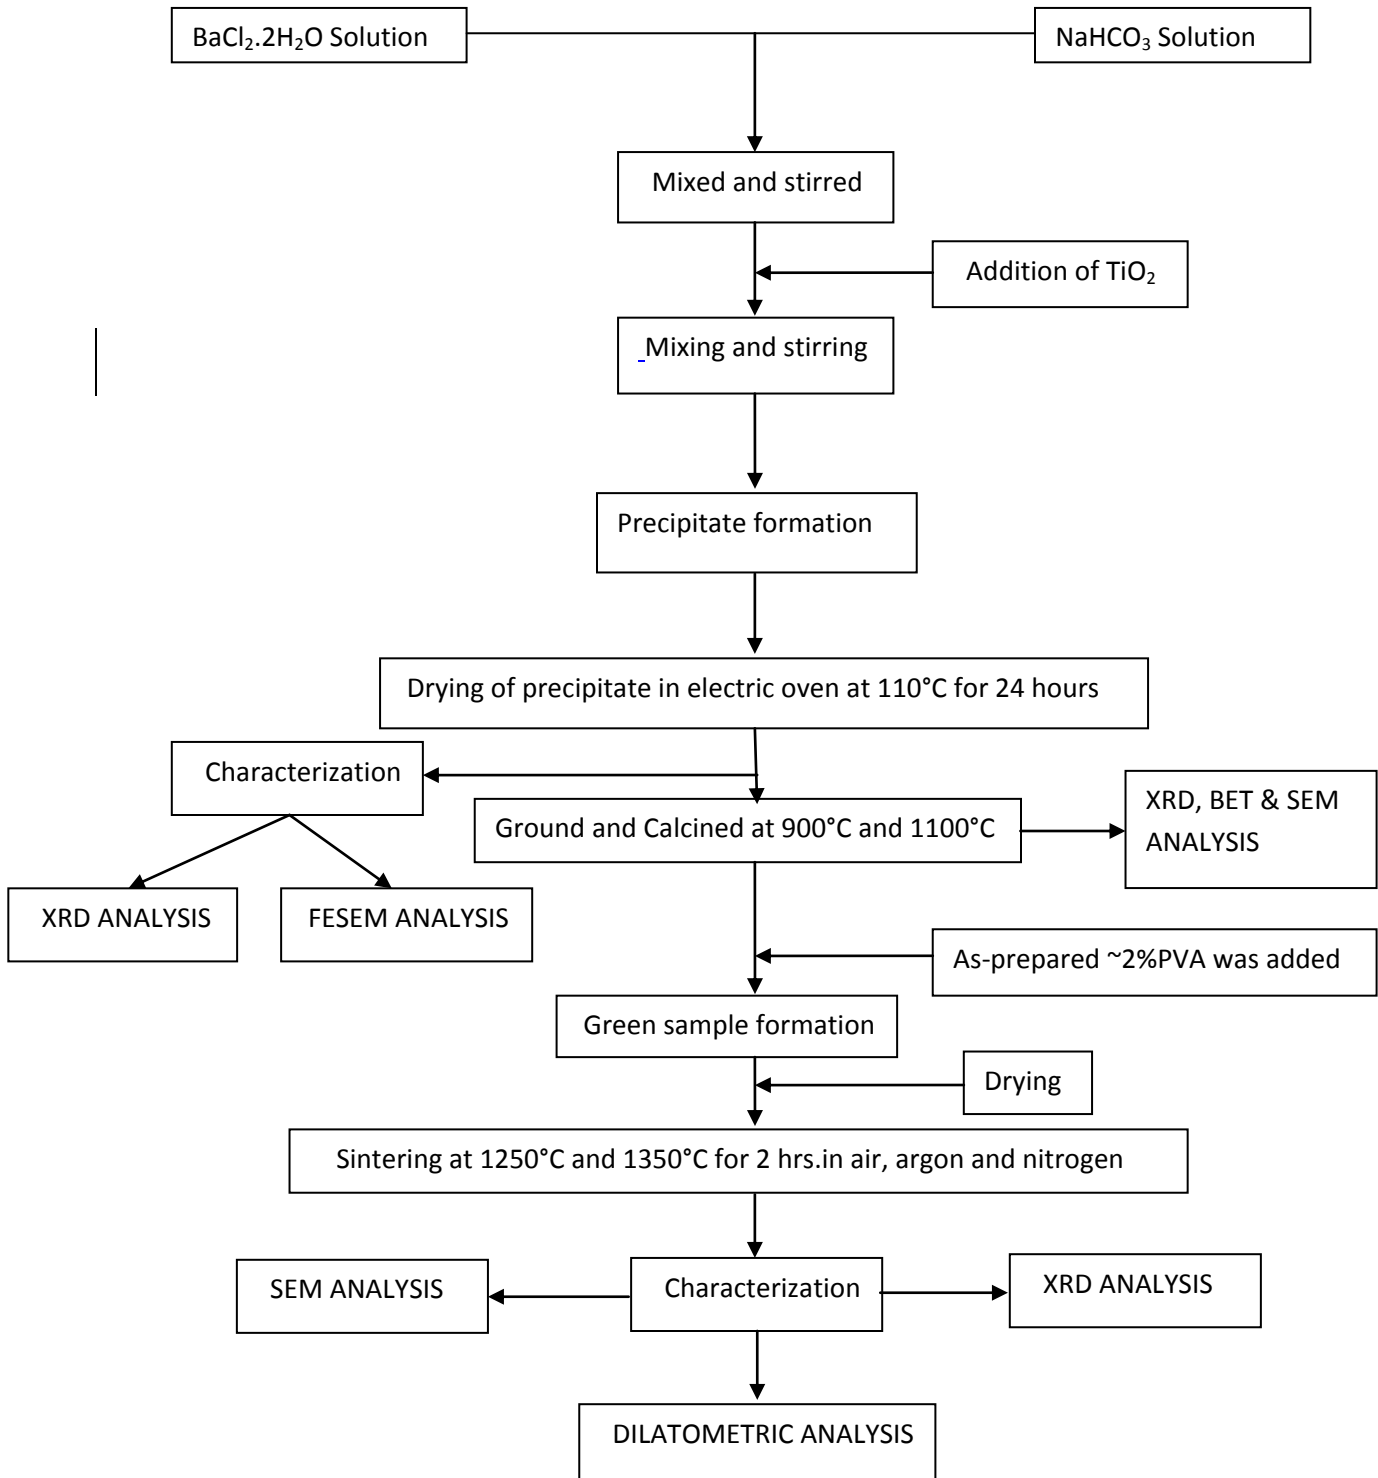 BaCl₂.2H₂O Solution
NaHCO₃ Solution
Mixed and stirred
Addition of TiO₂
Mixing and stirring
Precipitate formation
Drying of precipitate in electric oven at 110°C for 24 hours
Characterization
XRD, BET & SEM
ANALYSIS
Ground and Calcined at 900°C and 1100°C
XRD ANALYSIS
FESEM ANALYSIS
As-prepared ~2%PVA was added
Green sample formation
Drying
Sintering at 1250°C and 1350°C for 2 hrs.in air, argon and nitrogen
SEM ANALYSIS
Characterization
XRD ANALYSIS
DILATOMETRIC ANALYSIS